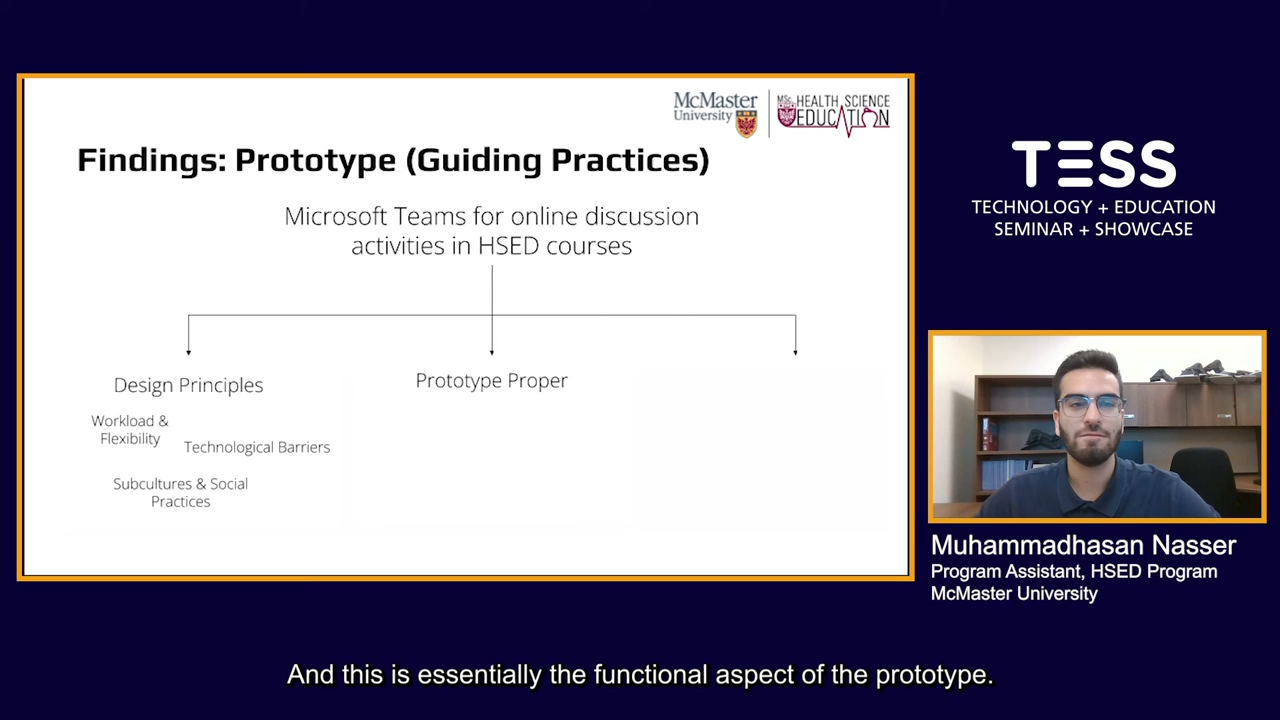 McMaster
University
MSc HEALTH SCIENCE
EDUCATION
Findings: Prototype (Guiding Practices)
Microsoft Teams for online discussion
activities in HSED courses
Design Principles
Workload &
Flexibility
Technological Barriers
Subcultures & Social
Practices
Prototype Proper
TESS
TECHNOLOGY + EDUCATION
SEMINAR + SHOWCASE
Muhammadhasan Nasser
Program Assistant, HSED Program
McMaster University
And this is essentially the functional aspect of the prototype.